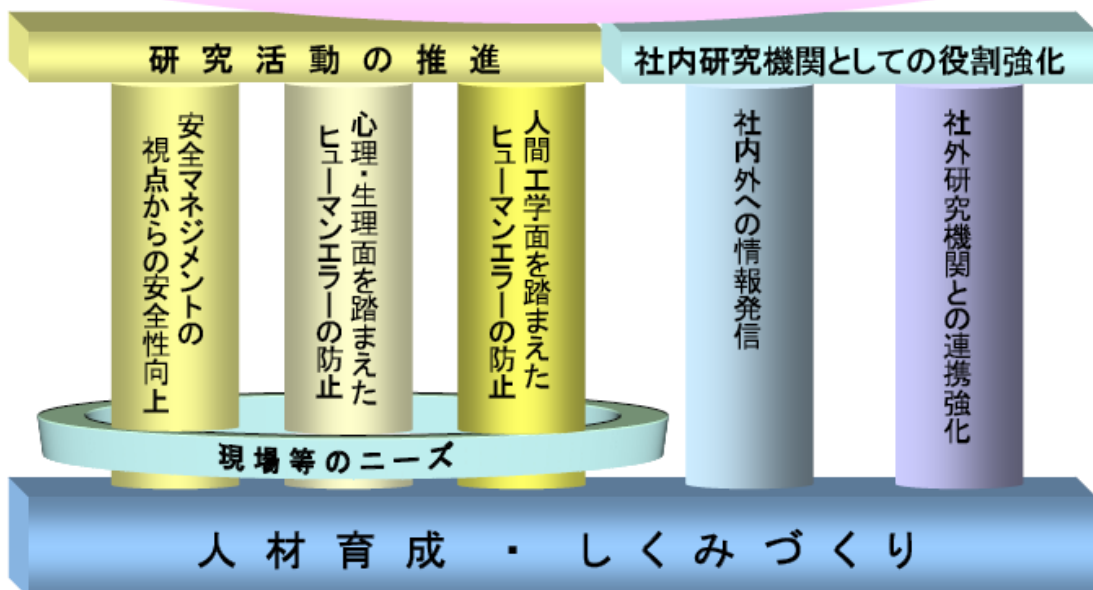 研究活動の推進
社内研究機関としての役割強化
安全マネジメントの
視点からの安全性向上
心理・生理面を踏まえた
ヒューマンエラーの防止
人間工学面を踏まえた
ヒューマンエラーの防止
社内外への情報発信
社外研究機関との連携強化
現場等のニーズ
人材育成・しくみづくり